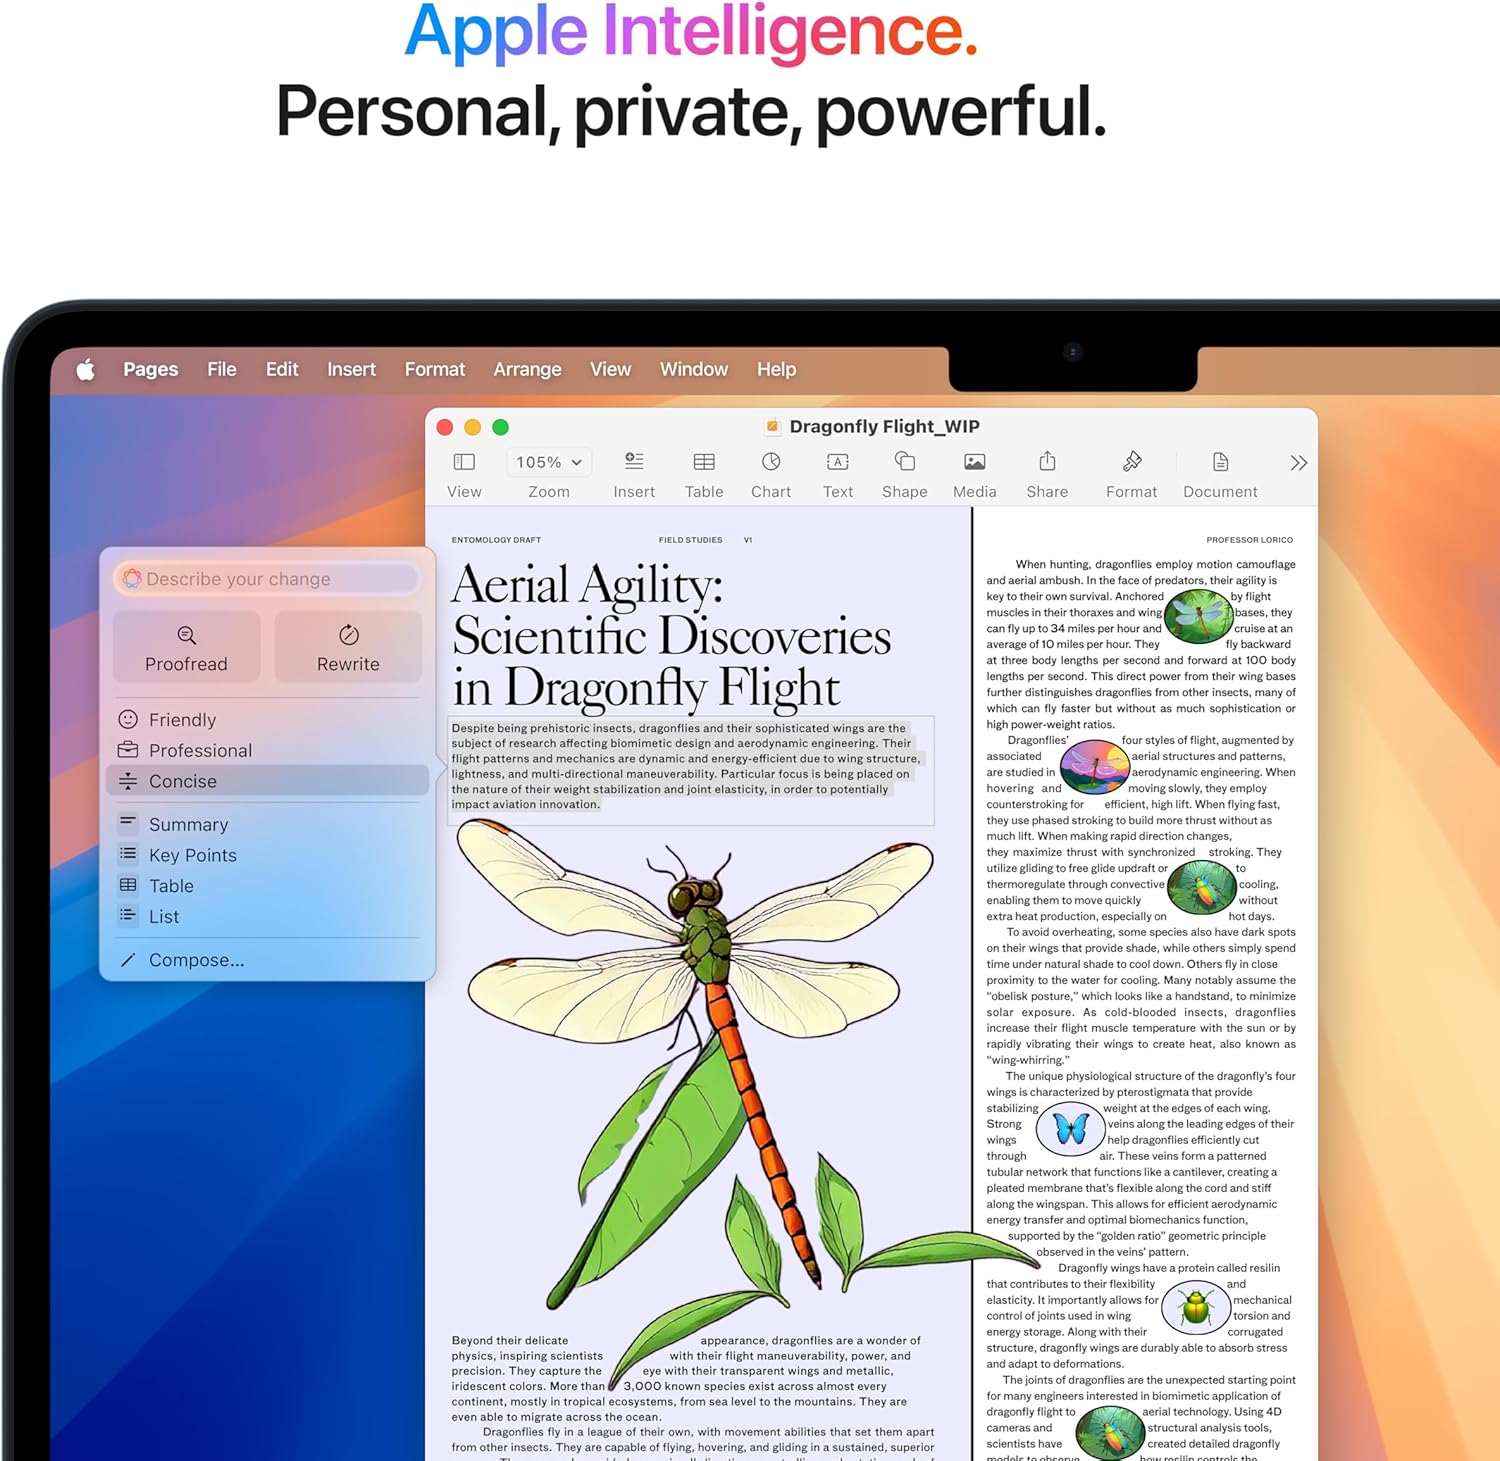 Apple Intelligence.
Personal, private, powerful.
Pages File Edit Insert Format Arrange View Window Help
Dragonfly Flight_WIP
105%
View Zoom Insert Table Chart Text Shape Media Share Format Document
Describe your change
Proofread Rewrite
Friendly
Professional
Concise
Summary
Key Points
Table
List
Compose...
ENTOMOLOGY DRAFT FIELD STUDIES V1
Aerial Agility:
Scientific Discoveries
in Dragonfly Flight
Despite being prehistoric insects, dragonflies and their sophisticated wings are the
subject of research affecting biomimetic design and aerodynamic engineering. Their
flight patterns and mechanics are dynamic and energy-efficient due to wing structure,
lightness, and multi-directional maneuverability. Particular focus is being placed on
the nature of their weight stabilization and joint elasticity, in order to potentially
impact aviation innovation.
Beyond their delicate appearance, dragonflies are a wonder of
physics, inspiring scientists with their flight maneuverability, power, and
precision. They capture the eye with their transparent wings and metallic,
iridescent colors. More than 3,000 known species exist across almost every
continent, mostly in tropical ecosystems, from sea level to the mountains. They are
even able to migrate across the ocean.
Dragonflies fly in a league of their own, with movement abilities that set them apart
from other insects. They are capable of flying, hovering, and gliding in a sustained, superior
PROFESSOR LORICO
When hunting, dragonflies employ motion camouflage
and aerial ambush. In the face of predators, their agility is
key to their own survival. Anchored by flight
muscles in their thoraxes and wing bases, they
can fly up to 34 miles per hour and cruise at an
average of 10 miles per hour. They fly backward
at three body lengths per second and forward at 100 body
lengths per second. This direct power from their wing bases
further distinguishes dragonflies from other insects, many of
which can fly faster but without as much sophistication or
high power-weight ratios.
Dragonflies' four styles of flight, augmented by
associated aerial structures and patterns,
are studied in aerodynamic engineering. When
hovering and moving slowly, they employ
counterstroking for efficient, high lift. When flying fast,
they use phased stroking to build more thrust without as
much lift. When making rapid direction changes,
they maximize thrust with synchronized stroking. They
utilize gliding to free glide updraft or to
thermoregulate through convective cooling,
enabling them to move quickly without
extra heat production, especially on hot days.
To avoid overheating, some species also have dark spots
on their wings that provide shade, while others simply spend
time under natural shade to cool down. Others fly in close
proximity to the water for cooling. Many notably assume the
“obelisk posture,” which looks like a handstand, to minimize
solar exposure. As cold-blooded insects, dragonflies
increase their flight muscle temperature with the sun or by
rapidly vibrating their wings to create heat, also known as
“wing-whirring.”
The unique physiological structure of the dragonfly’s four
wings is characterized by pterostigmata that provide
stabilizing weight at the edges of each wing.
Strong veins along the leading edges of their
wings help dragonflies efficiently cut
through air. These veins form a patterned
tubular network that functions like a cantilever, creating a
pleated membrane that’s flexible along the cord and stiff
along the wingspan. This allows for efficient aerodynamic
energy transfer and optimal biomechanics function,
supported by the “golden ratio” geometric principle
observed in the veins’ pattern.
Dragonfly wings have a protein called resilin
that contributes to their flexibility and
elasticity. It importantly allows for mechanical
control of joints used in wing torsion and
energy storage. Along with their corrugated
structure, dragonfly wings are durably able to absorb stress
and adapt to deformations.
The joints of dragonflies are the unexpected starting point
for many engineers interested in biomimetic application of
dragonfly flight to aerial technology. Using 4D
cameras and structural analysis tools,
scientists have created detailed dragonfly
models to observe how resilin controls the